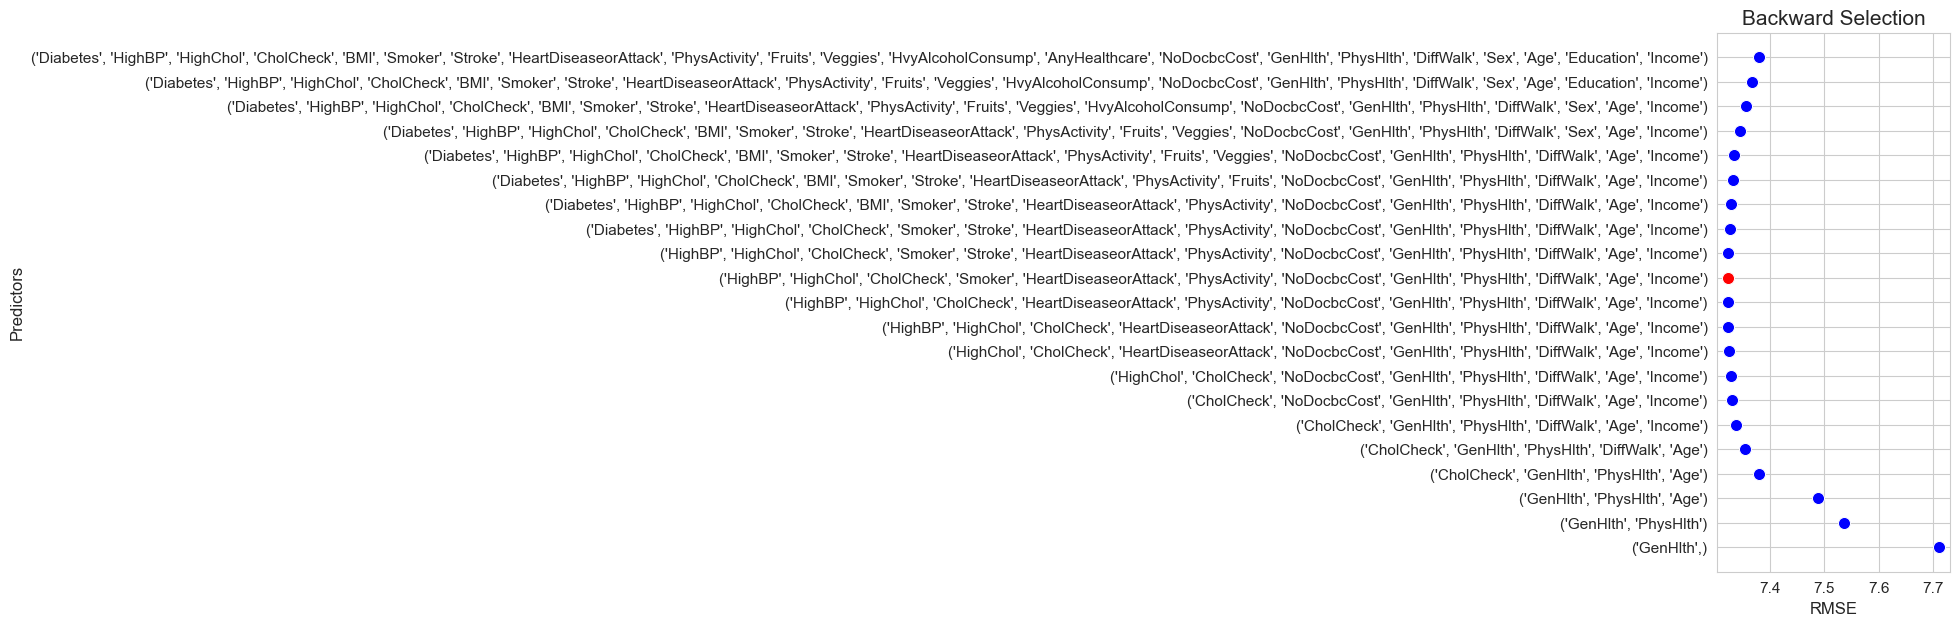 Backward Selection
('Diabetes', 'HighBP', 'HighChol', 'CholCheck', 'BMI', 'Smoker', 'Stroke', 'HeartDiseaseorAttack', 'PhysActivity', 'Fruits', 'Veggies', 'HvyAlcoholConsump', 'AnyHealthcare', 'NoDocbcCost', 'GenHlth', 'PhysHlth', 'DiffWalk', 'Sex', 'Age', 'Education', 'Income')
('Diabetes', 'HighBP', 'HighChol', 'CholCheck', 'BMI', 'Smoker', 'Stroke', 'HeartDiseaseorAttack', 'PhysActivity', 'Fruits', 'Veggies', 'HvyAlcoholConsump', 'NoDocbcCost', 'GenHlth', 'PhysHlth', 'DiffWalk', 'Sex', 'Age', 'Education', 'Income')
('Diabetes', 'HighBP', 'HighChol', 'CholCheck', 'BMI', 'Smoker', 'Stroke', 'HeartDiseaseorAttack', 'PhysActivity', 'Fruits', 'Veggies', 'HvyAlcoholConsump', 'NoDocbcCost', 'GenHlth', 'PhysHlth', 'DiffWalk', 'Sex', 'Age', 'Income')
('Diabetes', 'HighBP', 'HighChol', 'CholCheck', 'BMI', 'Smoker', 'Stroke', 'HeartDiseaseorAttack', 'PhysActivity', 'Fruits', 'Veggies', 'NoDocbcCost', 'GenHlth', 'PhysHlth', 'DiffWalk', 'Sex', 'Age', 'Income')
('Diabetes', 'HighBP', 'HighChol', 'CholCheck', 'BMI', 'Smoker', 'Stroke', 'HeartDiseaseorAttack', 'PhysActivity', 'Fruits', 'Veggies', 'NoDocbcCost', 'GenHlth', 'PhysHlth', 'DiffWalk', 'Age', 'Income')
('Diabetes', 'HighBP', 'HighChol', 'CholCheck', 'BMI', 'Smoker', 'Stroke', 'HeartDiseaseorAttack', 'PhysActivity', 'Fruits', 'NoDocbcCost', 'GenHlth', 'PhysHlth', 'DiffWalk', 'Age', 'Income')
('Diabetes', 'HighBP', 'HighChol', 'CholCheck', 'BMI', 'Smoker', 'Stroke', 'HeartDiseaseorAttack', 'PhysActivity', 'NoDocbcCost', 'GenHlth', 'PhysHlth', 'DiffWalk', 'Age', 'Income')
('Diabetes', 'HighBP', 'HighChol', 'CholCheck', 'Smoker', 'Stroke', 'HeartDiseaseorAttack', 'PhysActivity', 'NoDocbcCost', 'GenHlth', 'PhysHlth', 'DiffWalk', 'Age', 'Income')
('HighBP', 'HighChol', 'CholCheck', 'Smoker', 'Stroke', 'HeartDiseaseorAttack', 'PhysActivity', 'NoDocbcCost', 'GenHlth', 'PhysHlth', 'DiffWalk', 'Age', 'Income')
('HighBP', 'HighChol', 'CholCheck', 'Smoker', 'HeartDiseaseorAttack', 'PhysActivity', 'NoDocbcCost', 'GenHlth', 'PhysHlth', 'DiffWalk', 'Age', 'Income')
('HighBP', 'HighChol', 'CholCheck', 'HeartDiseaseorAttack', 'PhysActivity', 'NoDocbcCost', 'GenHlth', 'PhysHlth', 'DiffWalk', 'Age', 'Income')
('HighBP', 'HighChol', 'CholCheck', 'HeartDiseaseorAttack', 'NoDocbcCost', 'GenHlth', 'PhysHlth', 'DiffWalk', 'Age', 'Income')
('HighChol', 'CholCheck', 'HeartDiseaseorAttack', 'NoDocbcCost', 'GenHlth', 'PhysHlth', 'DiffWalk', 'Age', 'Income')
('HighChol', 'CholCheck', 'NoDocbcCost', 'GenHlth', 'PhysHlth', 'DiffWalk', 'Age', 'Income')
('CholCheck', 'NoDocbcCost', 'GenHlth', 'PhysHlth', 'DiffWalk', 'Age', 'Income')
('CholCheck', 'GenHlth', 'PhysHlth', 'DiffWalk', 'Age', 'Income')
('CholCheck', 'GenHlth', 'PhysHlth', 'DiffWalk', 'Age')
('CholCheck', 'GenHlth', 'PhysHlth', 'Age')
('GenHlth', 'PhysHlth', 'Age')
('GenHlth', 'PhysHlth')
('GenHlth',)
Predictors
7.4 7.5 7.6 7.7
RMSE